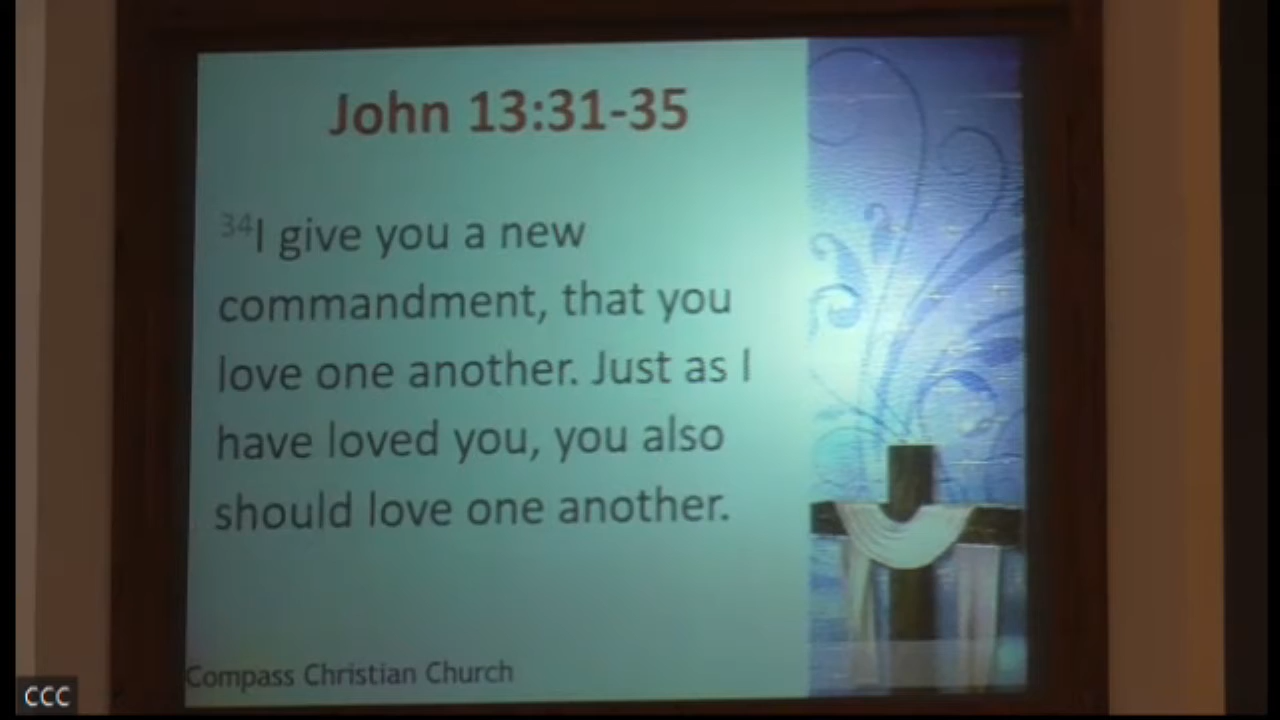 John 13:31-35
34I give you a new
commandment, that you
love one another. Just as I
have loved you, you also
should love one another.
Compass Christian Church
CCC